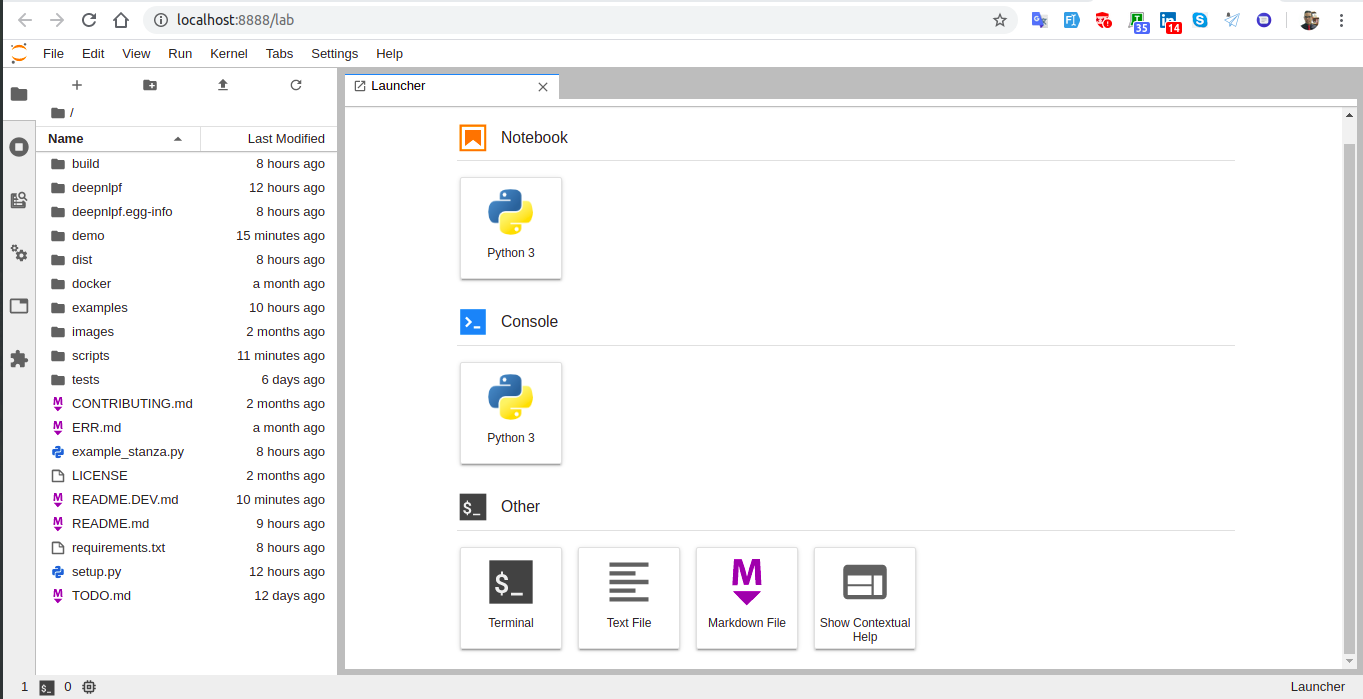 localhost:8888/lab
35
14
File Edit View Run Kernel Tabs Settings Help
/
Name Last Modified
build 8 hours ago
deepnlpf 12 hours ago
deepnlpf.egg-info 8 hours ago
demo 15 minutes ago
dist 8 hours ago
docker a month ago
examples 10 hours ago
images 2 months ago
scripts 11 minutes ago
tests 6 days ago
CONTRIBUTING.md 2 months ago
ERR.md a month ago
example_stanza.py 8 hours ago
LICENSE 2 months ago
README.DEV.md 10 minutes ago
README.md 9 hours ago
requirements.txt 8 hours ago
setup.py 12 hours ago
TODO.md 12 days ago
Launcher
Notebook
Python 3
Console
Python 3
$_ Other
$_
Terminal
Text File
M
Markdown File
Show Contextual
Help
1 $_ 0
Launcher